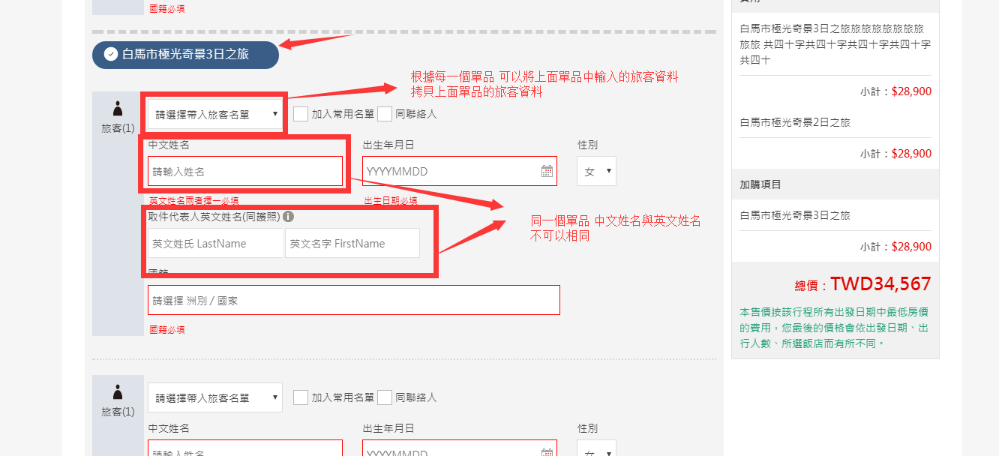 國籍必填
白馬市極光奇景3日之旅
根據每一個單品 可以將上面單品中輸入的旅客資料
拷貝上面單品的旅客資料
旅客(1)
請選擇帶入旅客名單
加入常用名單
同聯絡人
中文姓名
出生年月日
性別
請輸入姓名
YYYYMMDD
女
英文姓名兩者擇一必填
出生日期必填
取件代表人英文姓名(同護照)
英文姓氏 LastName
英文名字 FirstName
同一個單品 中文姓名與英文姓名
不可以相同
國籍
請選擇 洲別 / 國家
國籍必填
旅客(1)
請選擇帶入旅客名單
加入常用名單
同聯絡人
中文姓名
出生年月日
性別
請輸入姓名
YYYYMMDD
女
費用
白馬市極光奇景3日之旅旅旅旅旅旅旅旅旅
旅旅 共四十字共四十字共四十字共四十字
共四十
小計：$28,900
白馬市極光奇景2日之旅
小計：$28,900
加購項目
白馬市極光奇景3日之旅
小計：$28,900
總價：TWD34,567
本售價按該行程所有出發日期中最低房價
的費用，您最後的價格會依出發日期、出
行人數、所選飯店而有所不同。